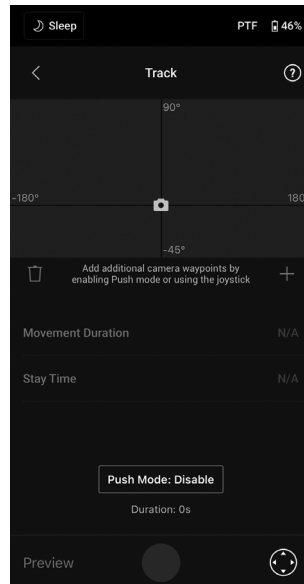 Sleep
PTF 46%
Track
?
90°
-180°
180
-45°
Add additional camera waypoints by
enabling Push mode or using the joystick
Movement Duration N/A
Stay Time N/A
Push Mode: Disable
Duration: 0s
Preview